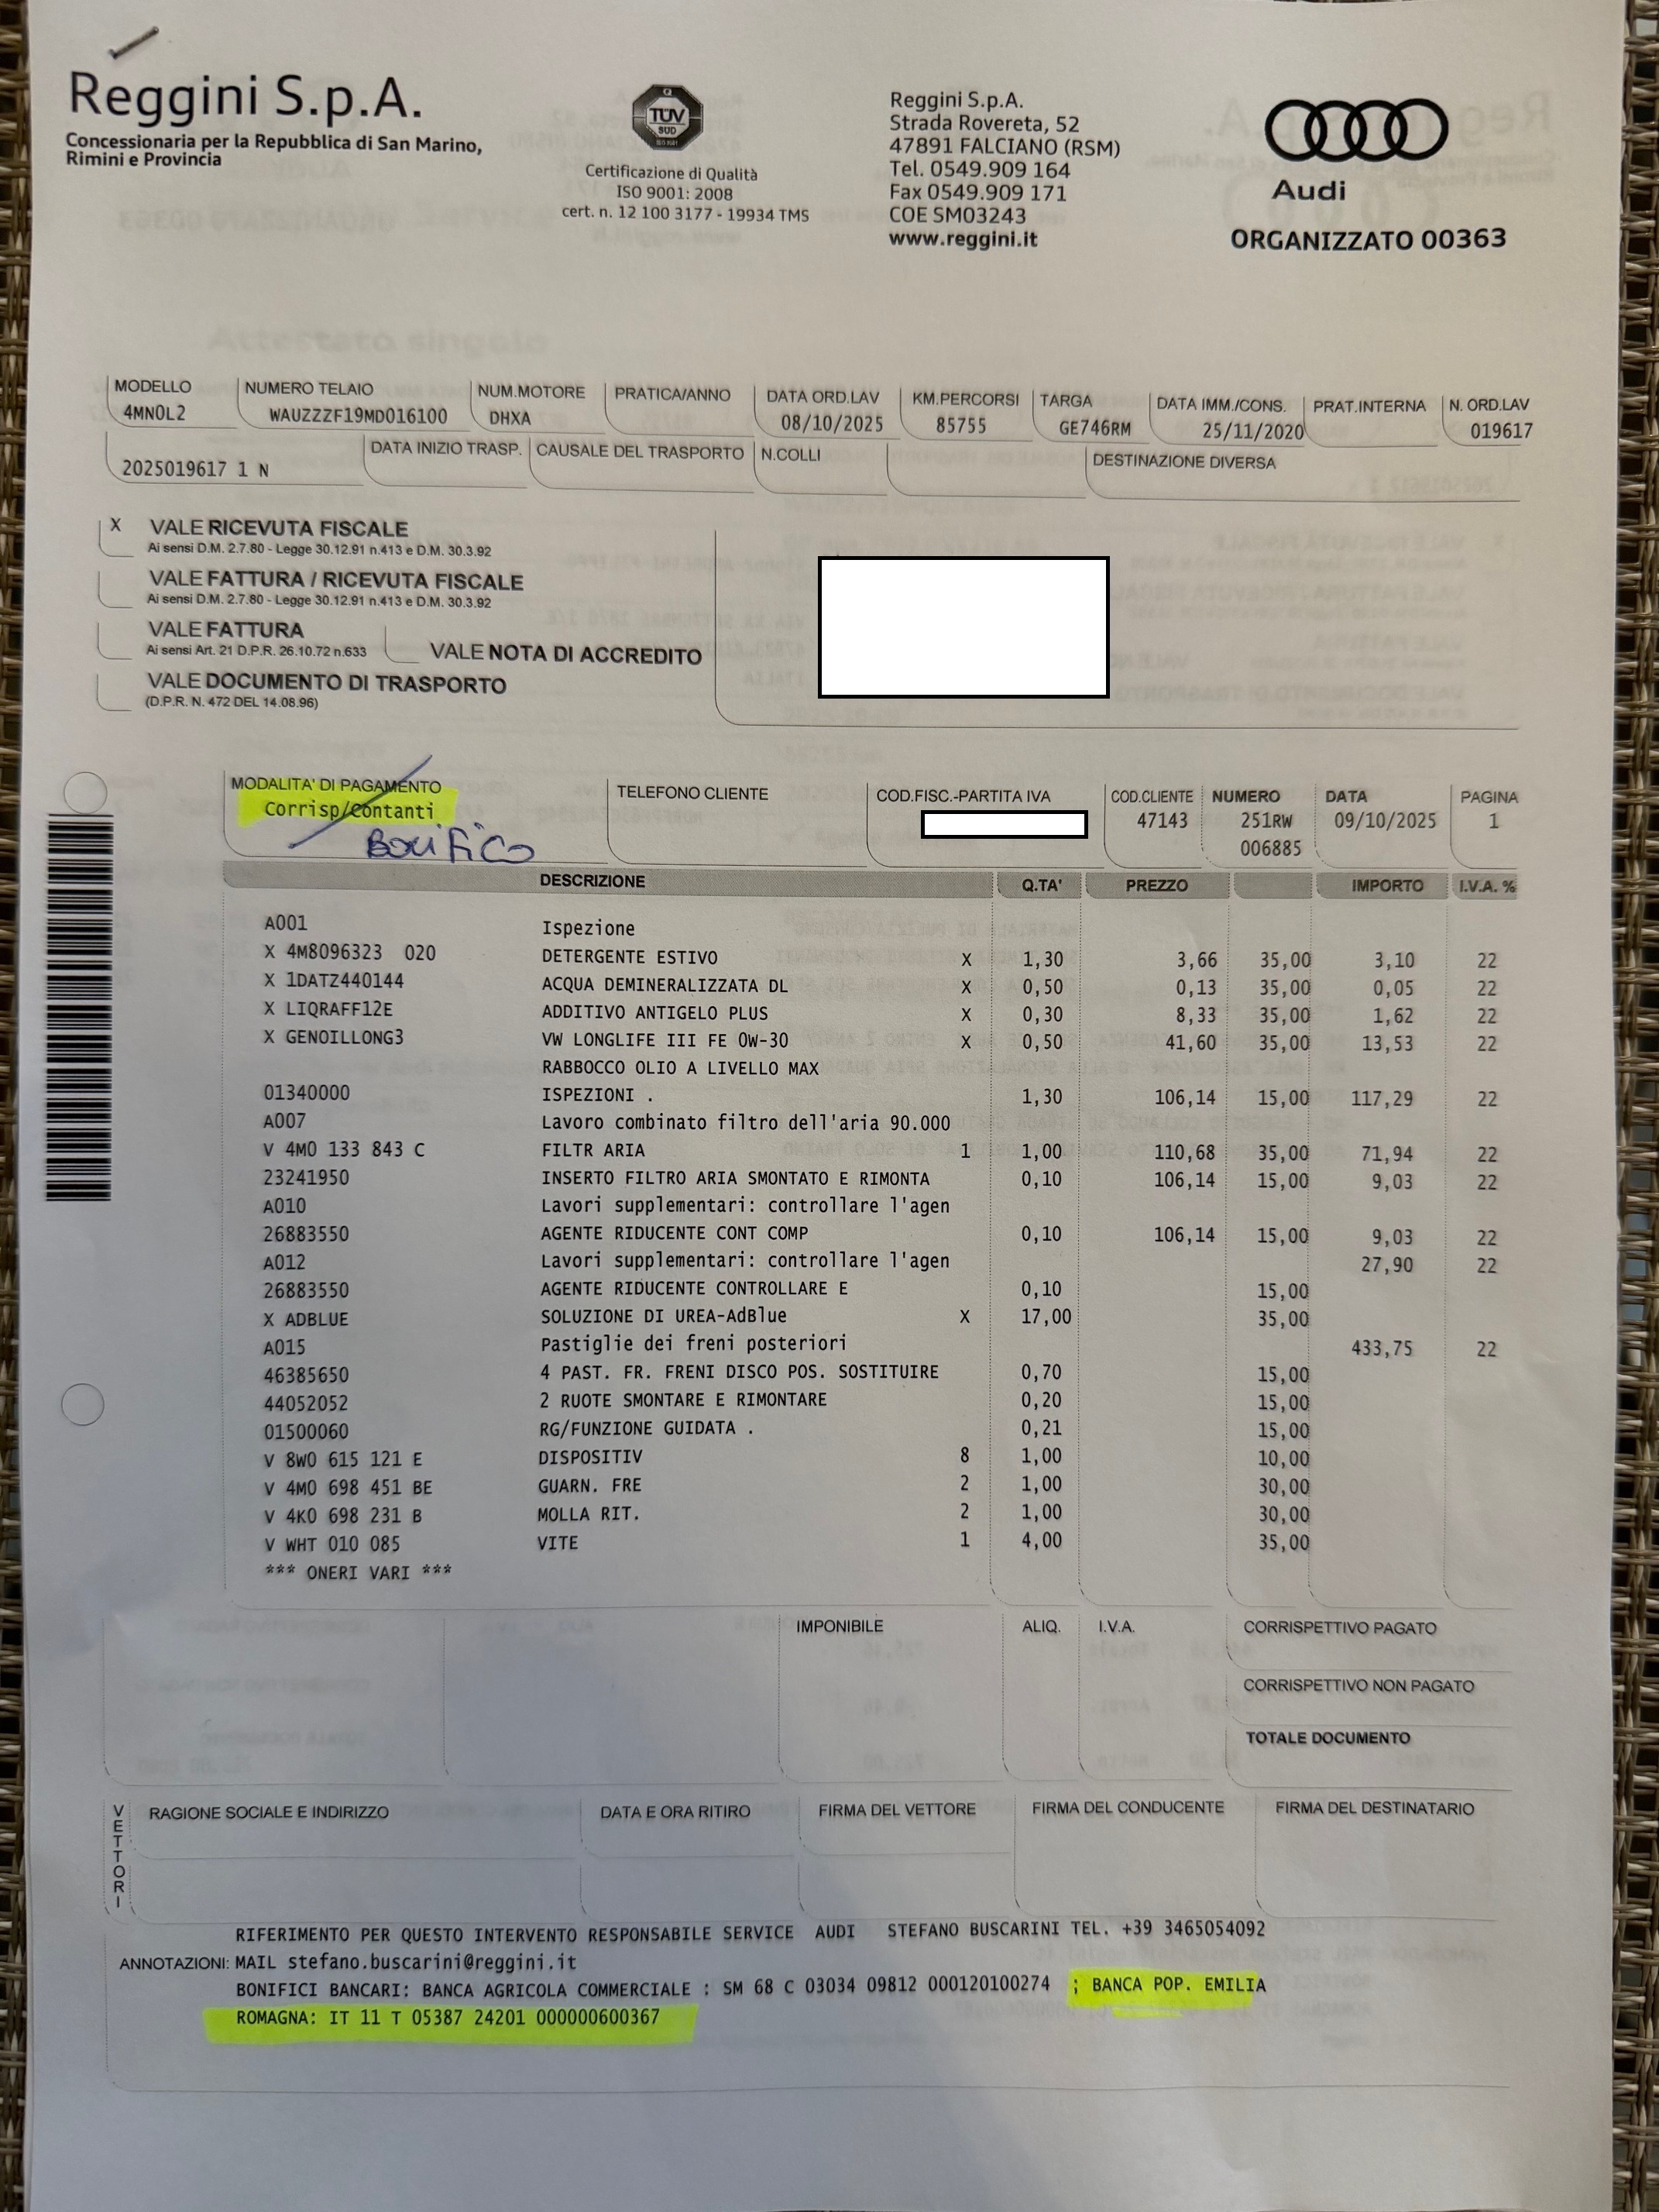 Reggini S.p.A.
Concessionaria per la Repubblica di San Marino,
Rimini e Provincia
TÜV
SUD
Certificazione di Qualità
ISO 9001: 2008
cert. n. 12 100 3177 - 19934 TMS
Reggini S.p.A.
Strada Rovereta, 52
47891 FALCIANO (RSM)
Tel. 0549.909 164
Fax 0549.909 171
COE SM03243
www.reggini.it
Audi
ORGANIZZATO 00363
MODELLO NUMERO TELAIO NUM.MOTORE PRATICA/ANNO DATA ORD.LAV KM.PERCORSI TARGA DATA IMM./CONS. PRAT.INTERNA N. ORD.LAV
4MN0L2 WAUZZZF19MD016100 DHXA 08/10/2025 85755 GE746RM 25/11/2020 019617
DATA INIZIO TRASP. CAUSALE DEL TRASPORTO N.COLLI DESTINAZIONE DIVERSA
2025019617 1 N
X VALE RICEVUTA FISCALE
Ai sensi D.M. 2.7.80 - Legge 30.12.91 n.413 e D.M. 30.3.92
VALE FATTURA / RICEVUTA FISCALE
Ai sensi D.M. 2.7.80 - Legge 30.12.91 n.413 e D.M. 30.3.92
VALE FATTURA
Ai sensi Art. 21 D.P.R. 26.10.72 n.633
VALE NOTA DI ACCREDITO
VALE DOCUMENTO DI TRASPORTO
(D.P.R. N. 472 DEL 14.08.96)
MODALITA' DI PAGAMENTO TELEFONO CLIENTE COD.FISC.-PARTITA IVA COD.CLIENTE NUMERO DATA PAGINA
Corrisp/Contanti 47143 251RW 09/10/2025 1
BONIFICO 006885
DESCRIZIONE Q.TA' PREZZO IMPORTO I.V.A. %
A001 Ispezione
X 4M8096323 020 DETERGENTE ESTIVO X 1,30 3,66 35,00 3,10 22
X 1DATZ440144 ACQUA DEMINERALIZZATA DL X 0,50 0,13 35,00 0,05 22
X LIQRAFF12E ADDITIVO ANTIGELO PLUS X 0,30 8,33 35,00 1,62 22
X GENOILLONG3 VW LONGLIFE III FE 0W-30 X 0,50 41,60 35,00 13,53 22
RABBOCCO OLIO A LIVELLO MAX
01340000 ISPEZIONI . 1,30 106,14 15,00 117,29 22
A007 Lavoro combinato filtro dell'aria 90.000
V 4M0 133 843 C FILTR ARIA 1 1,00 110,68 35,00 71,94 22
23241950 INSERTO FILTRO ARIA SMONTATO E RIMONTA 0,10 106,14 15,00 9,03 22
A010 Lavori supplementari: controllare l'agen
26883550 AGENTE RIDUCENTE CONT COMP 0,10 106,14 15,00 9,03 22
A012 Lavori supplementari: controllare l'agen 27,90 22
26883550 AGENTE RIDUCENTE CONTROLLARE E 0,10 15,00
X ADBLUE SOLUZIONE DI UREA-AdBlue X 17,00 35,00
A015 Pastiglie dei freni posteriori 433,75 22
46385650 4 PAST. FR. FRENI DISCO POS. SOSTITUIRE 0,70 15,00
44052052 2 RUOTE SMONTARE E RIMONTARE 0,20 15,00
01500060 RG/FUNZIONE GUIDATA . 0,21 15,00
V 8W0 615 121 E DISPOSITIV 8 1,00 10,00
V 4M0 698 451 BE GUARN. FRE 2 1,00 30,00
V 4K0 698 231 B MOLLA RIT. 2 1,00 30,00
V WHT 010 085 VITE 1 4,00 35,00
*** ONERI VARI ***
IMPONIBILE ALIQ. I.V.A. CORRISPETTIVO PAGATO
CORRISPETTIVO NON PAGATO
TOTALE DOCUMENTO
VETTORI
RAGIONE SOCIALE E INDIRIZZO DATA E ORA RITIRO FIRMA DEL VETTORE FIRMA DEL CONDUCENTE FIRMA DEL DESTINATARIO
RIFERIMENTO PER QUESTO INTERVENTO RESPONSABILE SERVICE AUDI STEFANO BUSCARINI TEL. +39 3465054092
ANNOTAZIONI: MAIL stefano.buscarini@reggini.it
BONIFICI BANCARI: BANCA AGRICOLA COMMERCIALE : SM 68 C 03034 09812 000120100274 ; BANCA POP. EMILIA
ROMAGNA: IT 11 T 05387 24201 000000600367